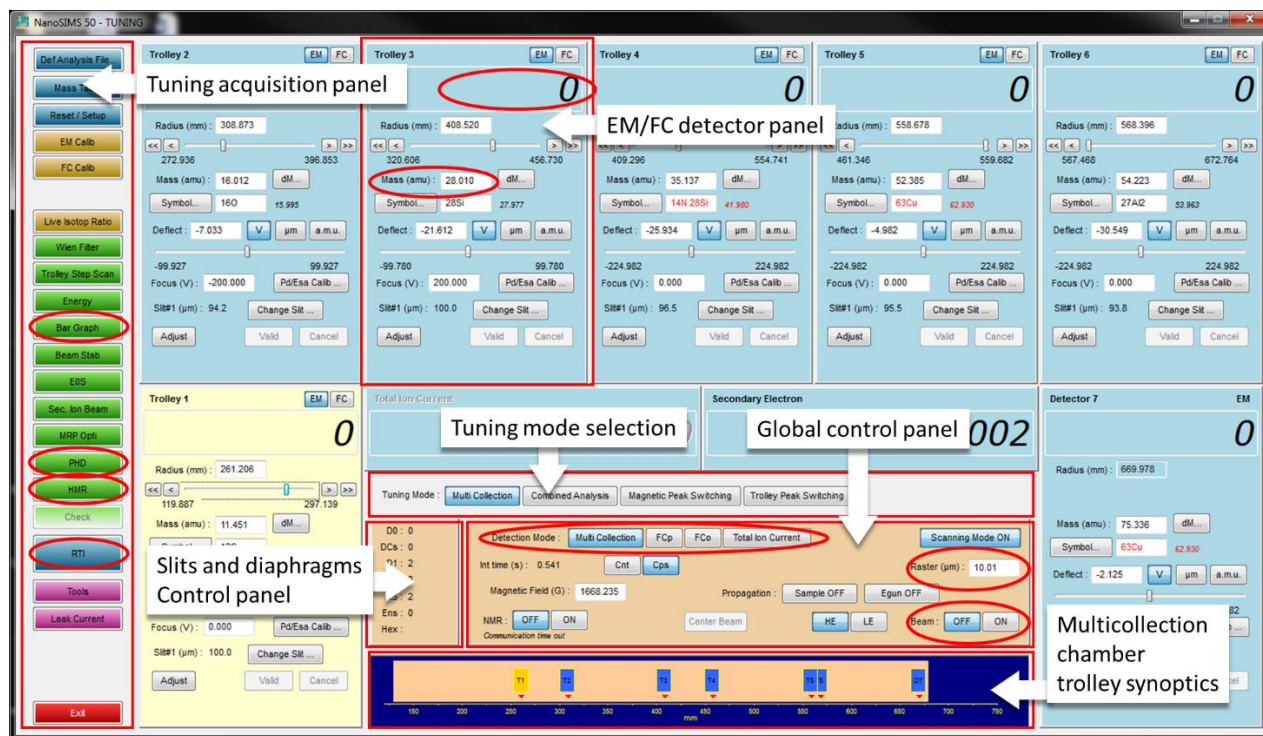 NanoSIMS 50 - TUNING
Def Analysis File...
Reset / Setup
EM Calib
FC Calib
Live Isotop Ratio
Wien Filter
Trolley Step Scan
Energy
Bar Graph
Beam Stab
E0S
Sec. Ion Beam
MRP Opti
PHD
HMR
Check
RTI
Tools
Leak Current
Exit
Tuning acquisition panel
EM/FC detector panel
Trolley 2 EM FC
Radius (mm) : 308.873
<< < > >>
272.936 396.853
Mass (amu) : 16.012 dM...
Symbol... 16O 15.995
Deflect : -7.033 V µm a.m.u.
-99.927 99.927
Focus (V) : -200.000 Pd/Esa Calib ...
Slit#1 (µm) : 94.2 Change Slit ...
Adjust Valid Cancel
Trolley 3 EM FC
0
Radius (mm) : 408.520
<< < > >>
320.606 456.730
Mass (amu) : 28.010 dM...
Symbol... 28Si 27.977
Deflect : -21.612 V µm a.m.u.
-99.780 99.780
Focus (V) : 200.000 Pd/Esa Calib ...
Slit#1 (µm) : 100.0 Change Slit ...
Adjust Valid Cancel
Trolley 4 EM FC
0
<< <
409.296 554.741
Mass (amu) : 35.137 dM...
Symbol... 14N 28Si 41.980
Deflect : -25.934 V µm a.m.u.
-224.982 224.982
Focus (V) : 0.000 Pd/Esa Calib ...
Slit#1 (µm) : 96.5 Change Slit ...
Adjust Valid Cancel
Trolley 5 EM FC
0
Radius (mm) : 558.678
<< < > >>
461.346 559.682
Mass (amu) : 52.385 dM...
Symbol... 63Cu 62.930
Deflect : -4.982 V µm a.m.u.
-224.982 224.982
Focus (V) : 0.000 Pd/Esa Calib ...
Slit#1 (µm) : 95.5 Change Slit ...
Adjust Valid Cancel
Trolley 6 EM FC
0
Radius (mm) : 568.396
<< < > >>
567.468 672.764
Mass (amu) : 54.223 dM...
Symbol... 27Al2 53.963
Deflect : -30.549 V µm a.m.u.
-224.982 224.982
Focus (V) : 0.000 Pd/Esa Calib ...
Slit#1 (µm) : 93.8 Change Slit ...
Adjust Valid Cancel
Trolley 1 EM FC
0
Radius (mm) : 261.206
<< < > >>
119.887 297.139
Mass (amu) : 11.451 dM...
Slits and diaphragms
Control panel
Focus (V) : 0.000 Pd/Esa Calib ...
Slit#1 (µm) : 100.0 Change Slit ...
Adjust Valid Cancel
Total Ion Current
Secondary Electron
002
Tuning mode selection
Global control panel
Tuning Mode : Multi Collection Combined Analysis Magnetic Peak Switching Trolley Peak Switching
D0 : 0
DCs : 0
D1 : 2
Ens : 0
Hex :
Detection Mode : Multi Collection FCp FCo Total Ion Current Scanning Mode ON
Int time (s) : 0.541 Cnt Cps Raster (µm) : 10.01
Magnetic Field (G) : 1668.235 Propagation : Sample OFF Egun OFF
NMR : OFF ON Center Beam HE LE Beam : OFF ON
Communication time out
T1 T2 T3 T4 T5 D7
150 200 250 300 350 400 450 500 550 600 650 700 750
mm
Detector 7 EM
0
Radius (mm) : 669.978
Mass (amu) : 75.336 dM...
Symbol... 63Cu 62.930
Deflect : -2.125 V µm a.m.u.
Multicollection
chamber
trolley synoptics